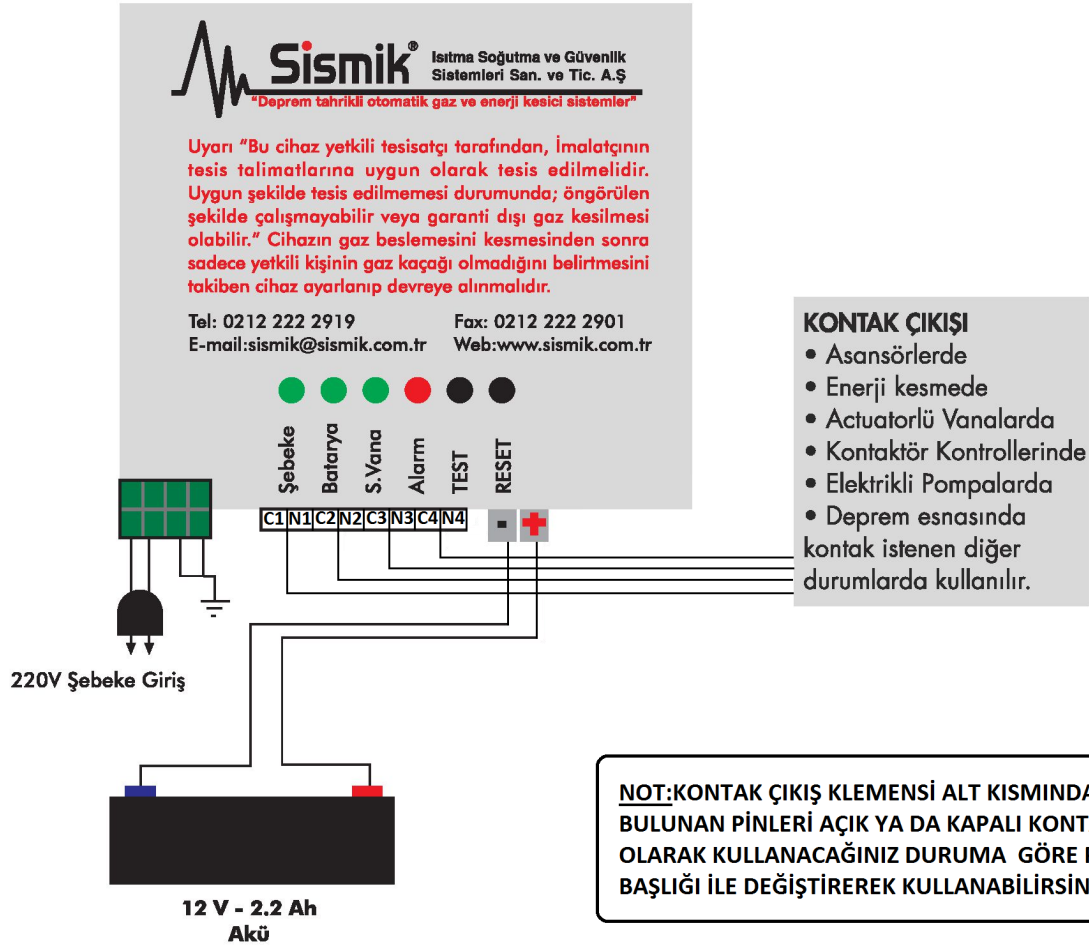 Sismik®
Isıtma Soğutma ve Güvenlik
Sistemleri San. ve Tic. A.Ş
"Deprem tahrikli otomatik gaz ve enerji kesici sistemler"
Uyarı "Bu cihaz yetkili tesisatçı tarafından, İmalatçının
tesis talimatlarına uygun olarak tesis edilmelidir.
Uygun şekilde tesis edilmemesi durumunda; öngörülen
şekilde çalışmayabilir veya garanti dışı gaz kesilmesi
olabilir." Cihazın gaz beslemesini kesmesinden sonra
sadece yetkili kişinin gaz kaçağı olmadığını belirtmesini
takiben cihaz ayarlanıp devreye alınmalıdır.
Tel: 0212 222 2919 Fax: 0212 222 2901
E-mail:sismik@sismik.com.tr Web:www.sismik.com.tr
Şebeke
Batarya
S.Vana
Alarm
TEST
RESET
C1 N1 C2 N2 C3 N3 C4 N4 - +
KONTAK ÇIKIŞI
• Asansörlerde
• Enerji kesmede
• Actuatorlü Vanalarda
• Kontaktör Kontrollerinde
• Elektrikli Pompalarda
• Deprem esnasında
kontak istenen diğer
durumlarda kullanılır.
220V Şebeke Giriş
12 V - 2,2 Ah
Akü
NOT:KONTAK ÇIKIŞ KLEMENSİ ALT KISMINDA
BULUNAN PİNLERİ AÇIK YA DA KAPALI
OLARAK KULLANACAĞINIZ DURUMA GÖRE
BAŞLIĞI İLE DEĞİŞTİREREK